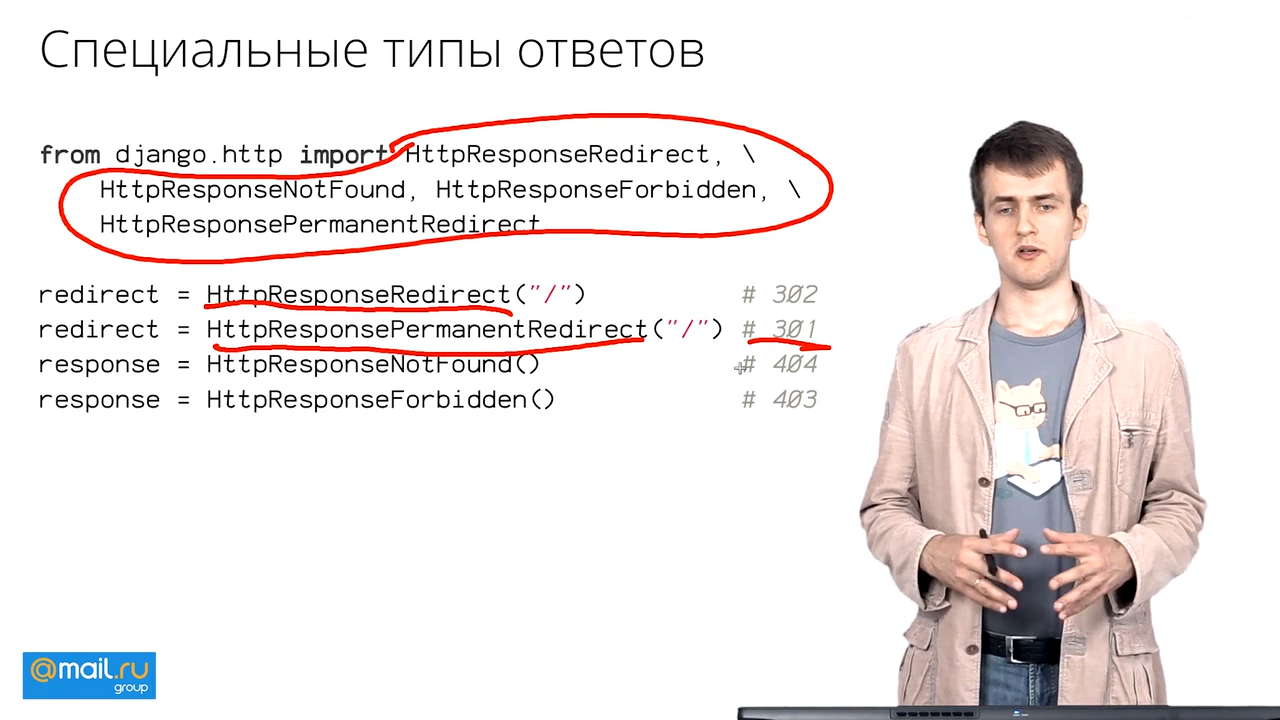 Специальные типы ответов
from django.http import HttpResponseRedirect, \
HttpResponseNotFound, HttpResponseForbidden, \
HttpResponsePermanentRedirect
redirect = HttpResponseRedirect("/") # 302
redirect = HttpResponsePermanentRedirect("/") # 301
response = HttpResponseNotFound() # 404
response = HttpResponseForbidden() # 403
@mail.ru
group